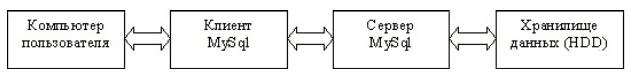 Компьютер
пользователя
Клиент
MySql
Сервер
MySql
Хранилище
данных (HDD)